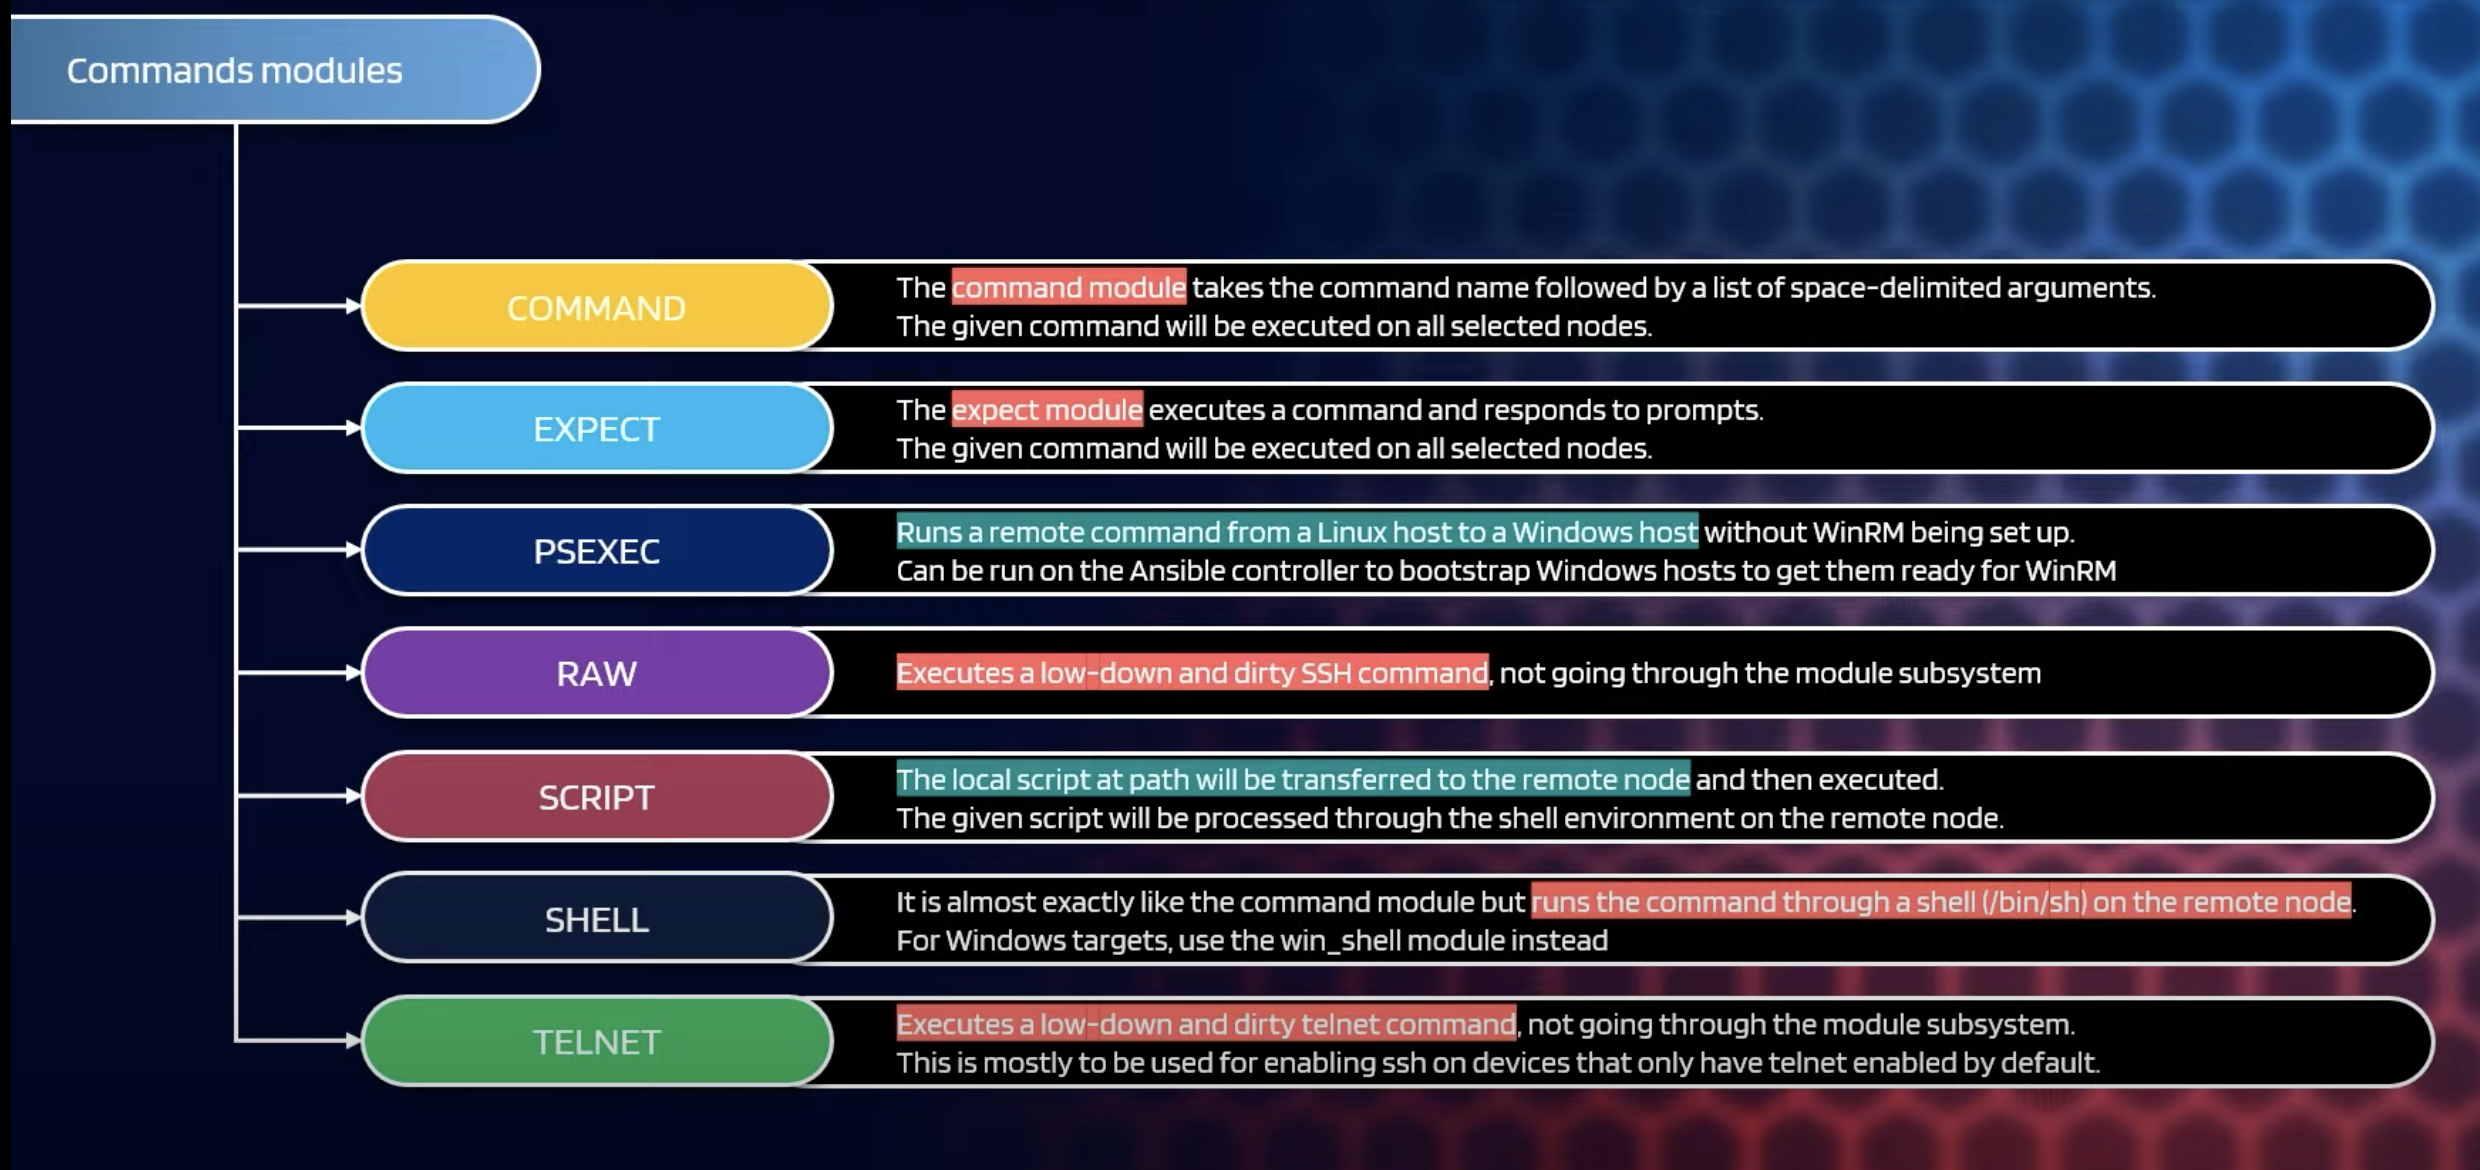 Commands modules
COMMAND
The command module takes the command name followed by a list of space-delimited arguments.
The given command will be executed on all selected nodes.
EXPECT
The expect module executes a command and responds to prompts.
The given command will be executed on all selected nodes.
PSEXEC
Runs a remote command from a Linux host to a Windows host without WinRM being set up.
Can be run on the Ansible controller to bootstrap Windows hosts to get them ready for WinRM
RAW
Executes a low-down and dirty SSH command, not going through the module subsystem
SCRIPT
The local script at path will be transferred to the remote node and then executed.
The given script will be processed through the shell environment on the remote node.
SHELL
It is almost exactly like the command module but runs the command through a shell (/bin/sh) on the remote node.
For Windows targets, use the win_shell module instead
TELNET
Executes a low-down and dirty telnet command, not going through the module subsystem.
This is mostly to be used for enabling ssh on devices that only have telnet enabled by default.